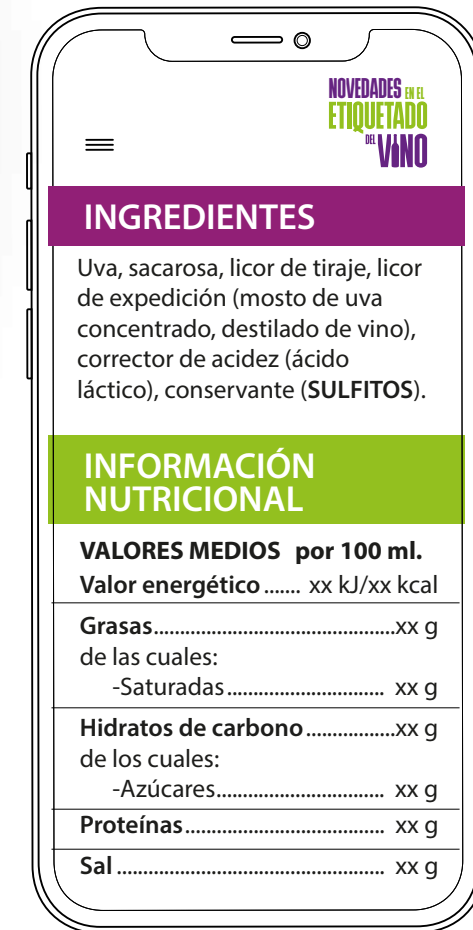 NOVEDADES EN EL
ETIQUETADO
DEL VINO
INGREDIENTES
Uva, sacarosa, licor de tiraje, licor
de expedición (mosto de uva
concentrado, destilado de vino),
corrector de acidez (ácido
láctico), conservante (SULFITOS).
INFORMACIÓN
NUTRICIONAL
VALORES MEDIOS por 100 ml.
Valor energético ....... xx kJ/xx kcal
Grasas..........................................xx g
de las cuales:
-Saturadas ........................... xx g
Hidratos de carbono ................xx g
de los cuales:
-Azúcares............................. xx g
Proteínas ................................... xx g
Sal ............................................... xx g